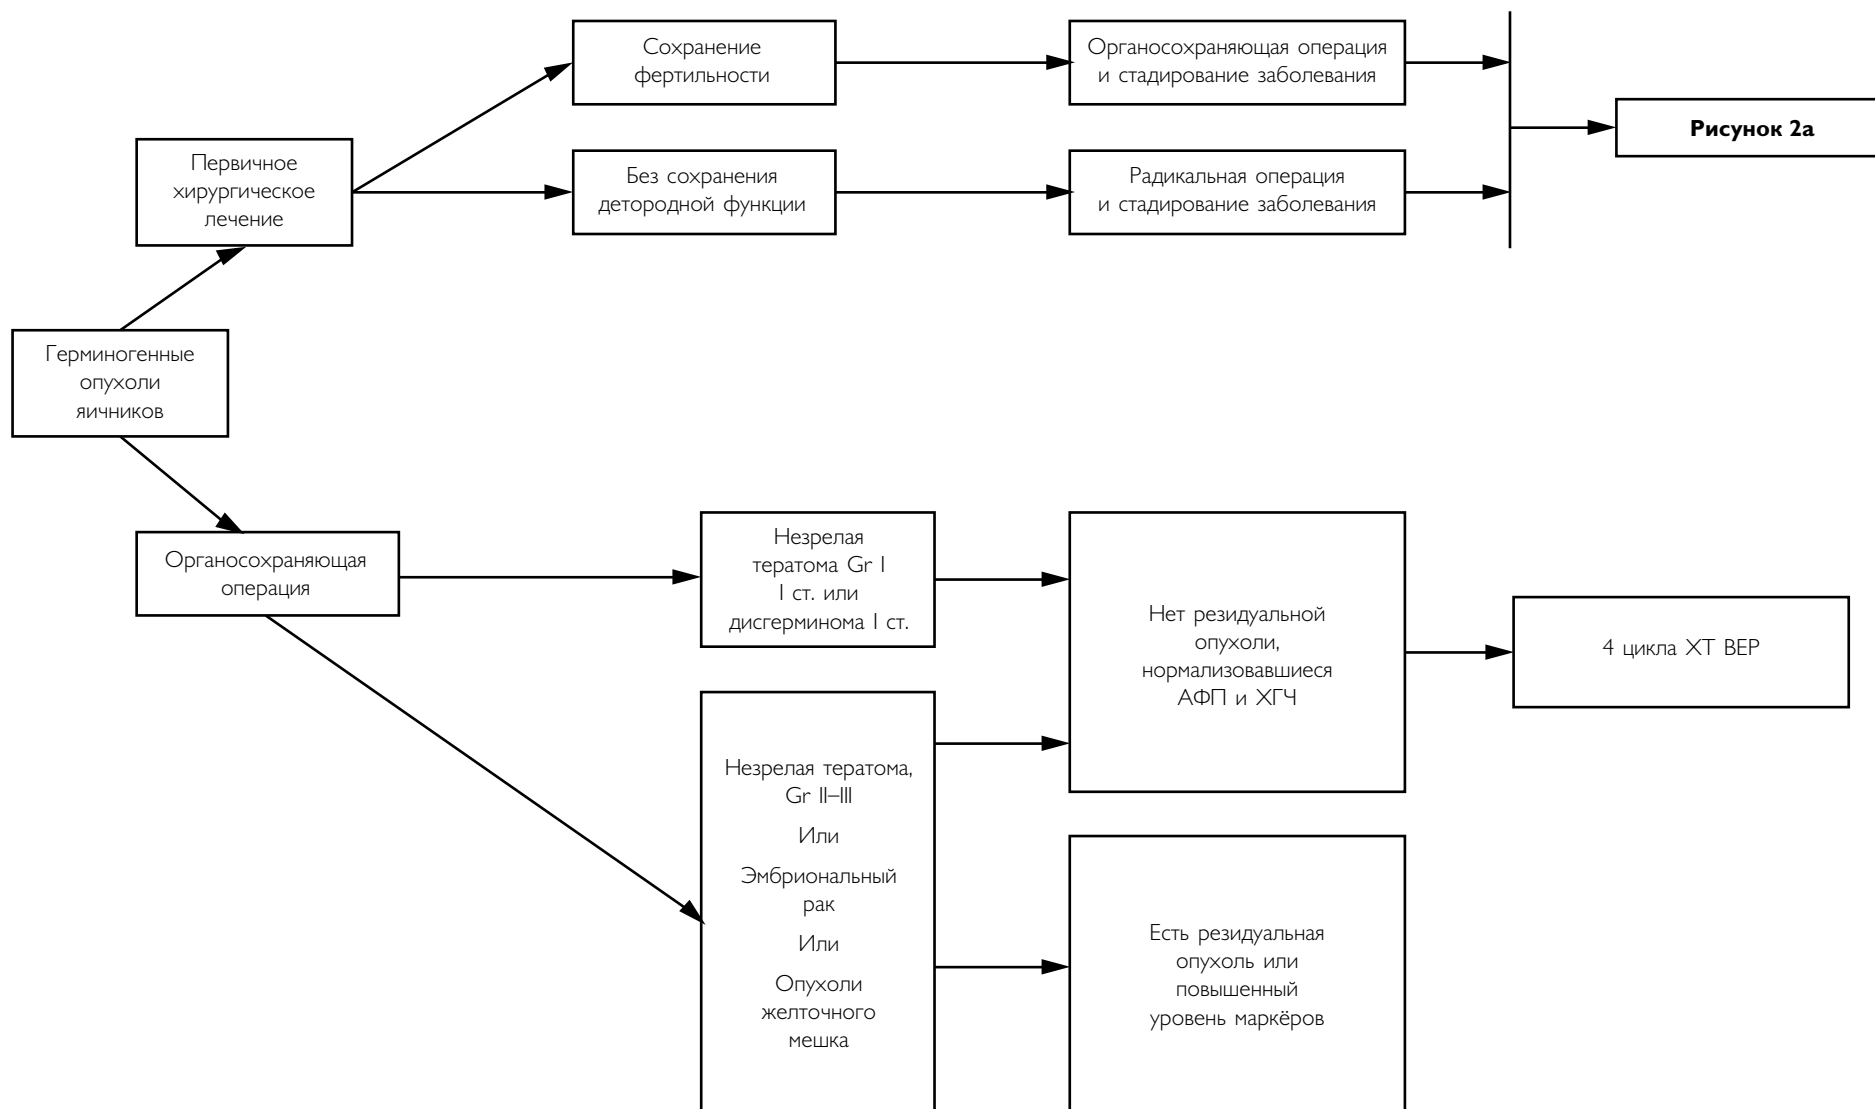 Сохранение
фертильности
Органосохраняющая операция
и стадирование заболевания
Рисунок 2а
Первичное
хирургическое
лечение
Без сохранения
детородной функции
Радикальная операция
и стадирование заболевания
Герминогенные
опухоли
яичников
Органосохраняющая
операция
Незрелая
тератома Gr I
I ст. или
дисгерминома I ст.
Нет резидуальной
опухоли,
нормализовавшиеся
АФП и ХГЧ
4 цикла ХТ ВЕР
Незрелая тератома,
Gr II–III
Или
Эмбриональный
рак
Или
Опухоли
желточного
мешка
Есть резидуальная
опухоль или
повышенный
уровень маркёров